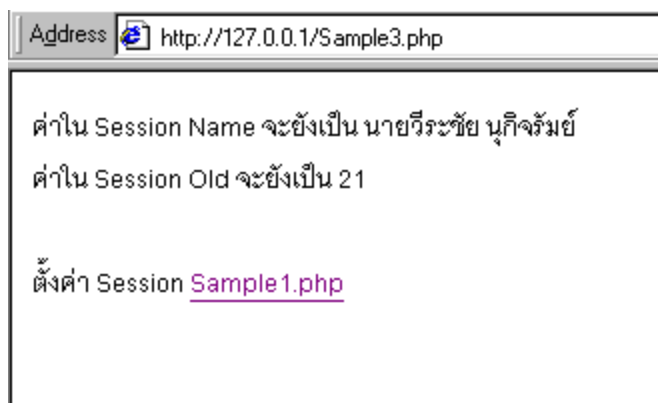 Address http://127.0.0.1/Sample3.php
ค่าใน Session Name จะยังเป็น นายวีระชัย นุกิจรัมย์
ค่าใน Session Old จะยังเป็น 21
ตั้งค่า Session Sample1.php